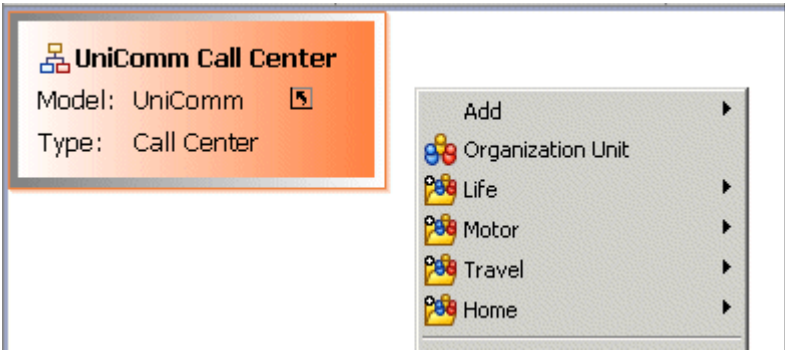 UniComm Call Center
Model: UniComm
Type: Call Center
Add
Organization Unit
Life
Motor
Travel
Home